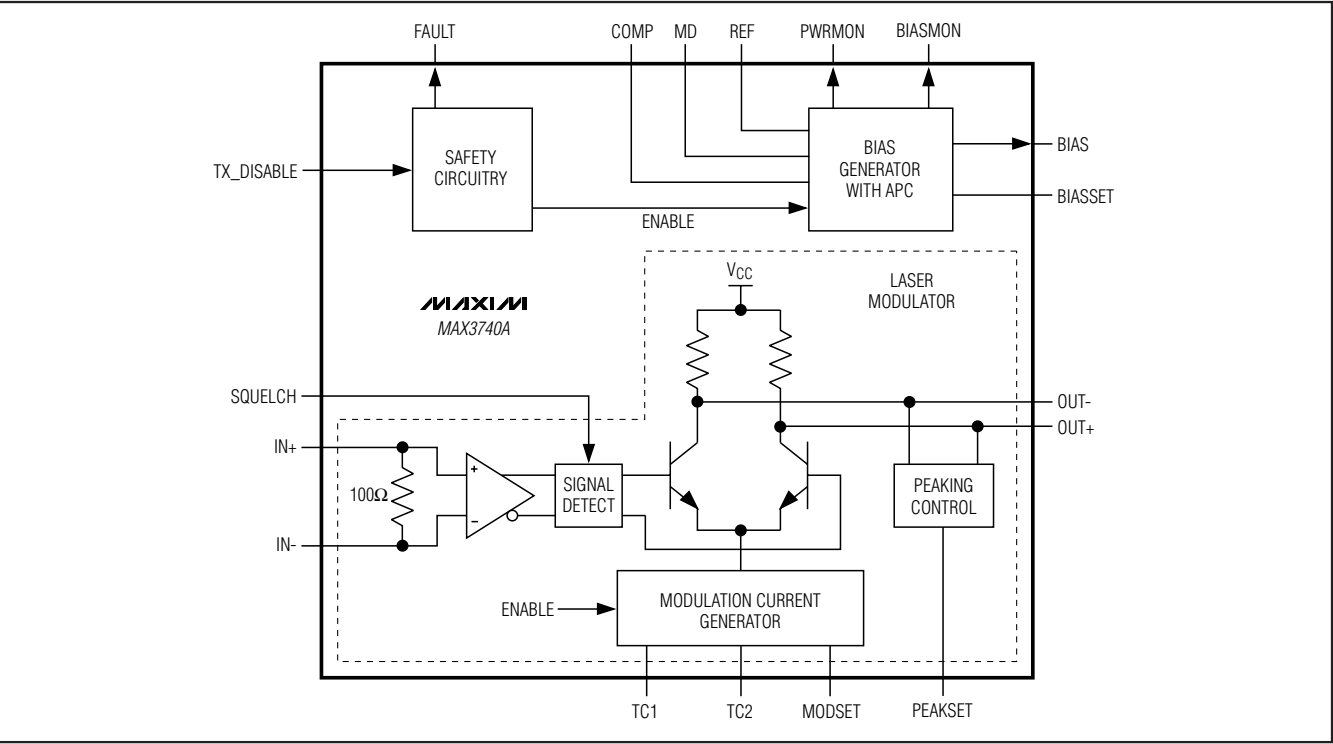 FAULT
COMP
MD
REF
PWRMON
BIASMON
TX_DISABLE
SAFETY
CIRCUITRY
BIAS
GENERATOR
WITH APC
BIAS
BIASSET
ENABLE
VCC
LASER
MODULATOR
MAXIM
MAX3740A
SQUELCH
OUT-
OUT+
IN+
100Ω
IN-
+
−
SIGNAL
DETECT
PEAKING
CONTROL
ENABLE
MODULATION CURRENT
GENERATOR
TC1
TC2
MODSET
PEAKSET